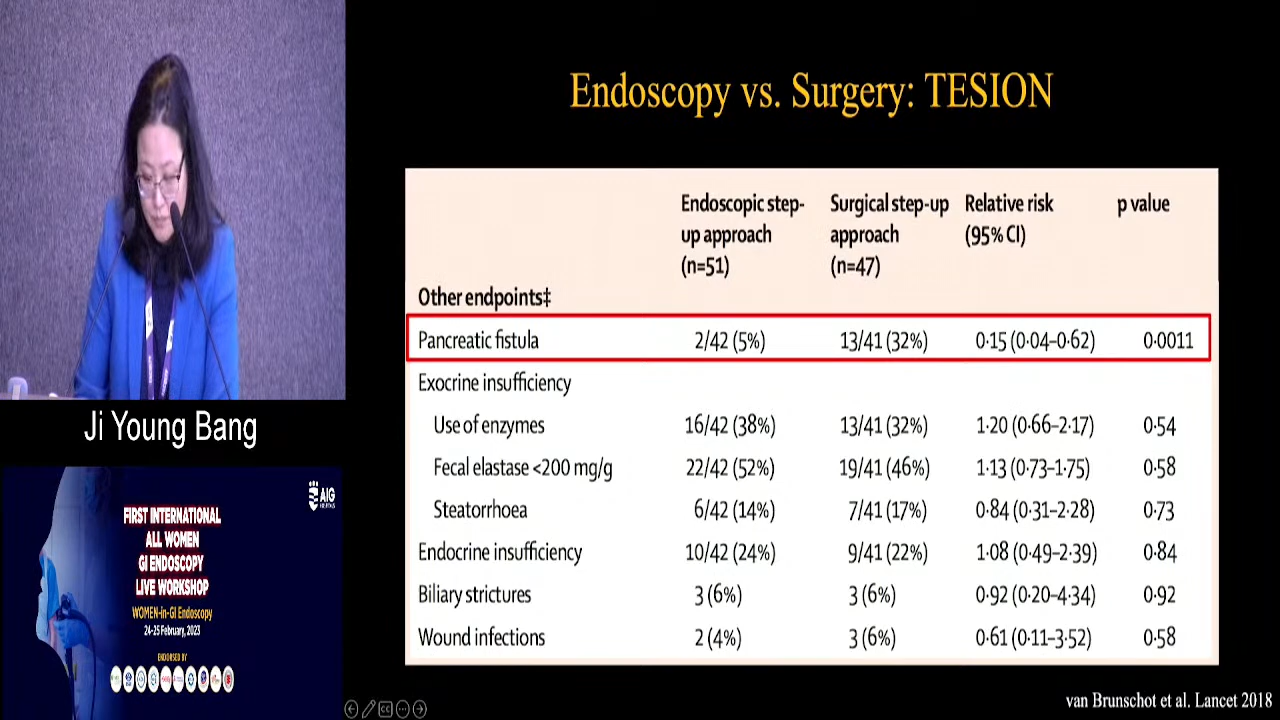 Endoscopy vs. Surgery: TESION
Endoscopic step-
up approach
(n=51)
Surgical step-up
approach
(n=47)
Relative risk
(95% CI)
p value
Other endpoints‡
Pancreatic fistula 2/42 (5%) 13/41 (32%) 0·15 (0·04–0·62) 0·0011
Exocrine insufficiency
Use of enzymes 16/42 (38%) 13/41 (32%) 1·20 (0·66–2·17) 0·54
Fecal elastase <200 mg/g 22/42 (52%) 19/41 (46%) 1·13 (0·73–1·75) 0·58
Steatorrhoea 6/42 (14%) 7/41 (17%) 0·84 (0·31–2·28) 0·73
Endocrine insufficiency 10/42 (24%) 9/41 (22%) 1·08 (0·49–2·39) 0·84
Biliary strictures 3 (6%) 3 (6%) 0·92 (0·20–4·34) 0·92
Wound infections 2 (4%) 3 (6%) 0·61 (0·11–3·52) 0·58
van Brunschot et al. Lancet 2018
Ji Young Bang
AIG
HOSPITALS
FIRST INTERNATIONAL
ALL WOMEN
GI ENDOSCOPY
LIVE WORKSHOP
WOMEN-in-GI Endoscopy
24-25 February, 2023
ENDORSED BY
CC